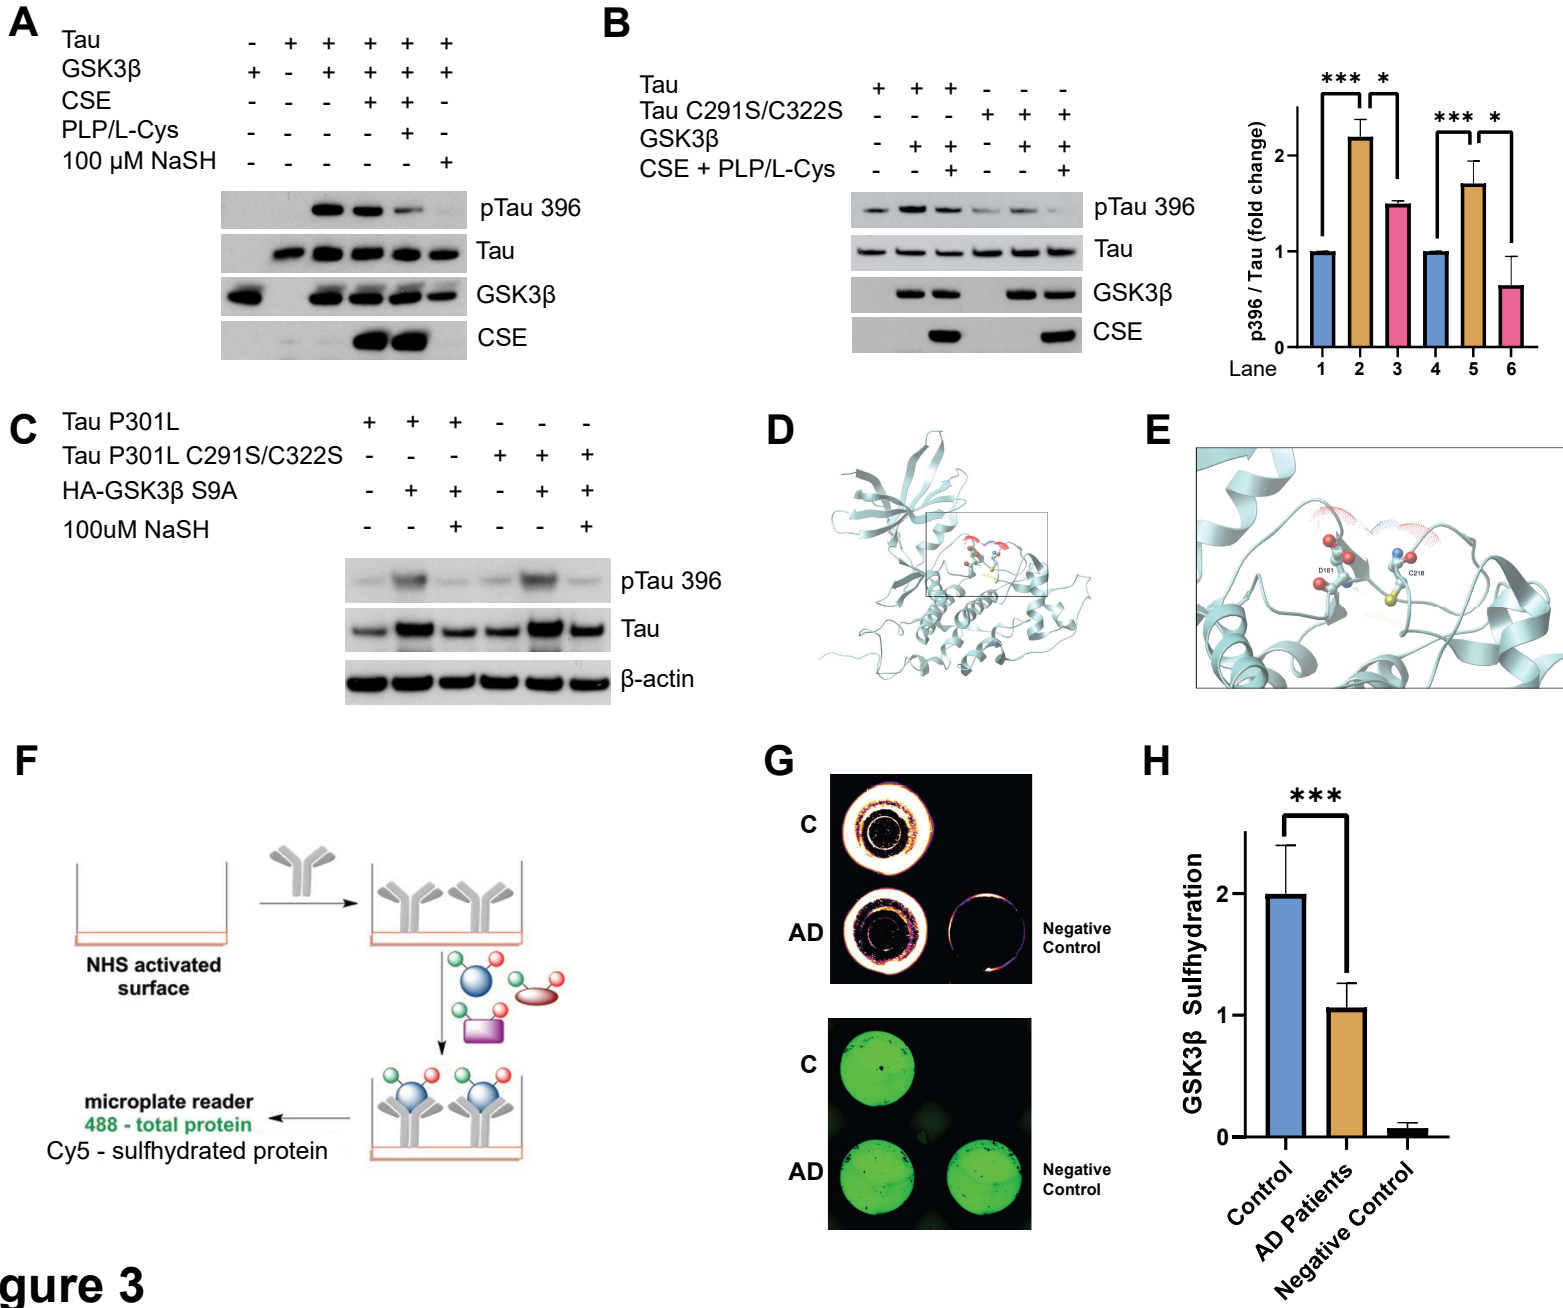 A
Tau - + + + + +
GSK3β + - + + + +
CSE - - - + + -
PLP/L-Cys - - - - + -
100 µM NaSH - - - - - +
pTau 396
Tau
GSK3β
CSE
B
Tau + + + - - -
Tau C291S/C322S - - - + + +
GSK3β - + + - + +
CSE + PLP/L-Cys - - + - - +
pTau 396
Tau
GSK3β
CSE
p396 / Tau (fold change)
*** * *** *
2
1
0
Lane 1 2 3 4 5 6
C
Tau P301L + + + - - -
Tau P301L C291S/C322S - - - + + +
HA-GSK3β S9A - + + - + +
100uM NaSH - - + - - +
pTau 396
Tau
β-actin
D
E
D181
C218
F
NHS activated
surface
microplate reader
488 - total protein
Cy5 - sulfhydrated protein
G
C
AD
Negative
Control
C
AD
Negative
Control
H
***
GSK3β Sulfhydration
2
1
0
Control
AD Patients
Negative Control
gure 3